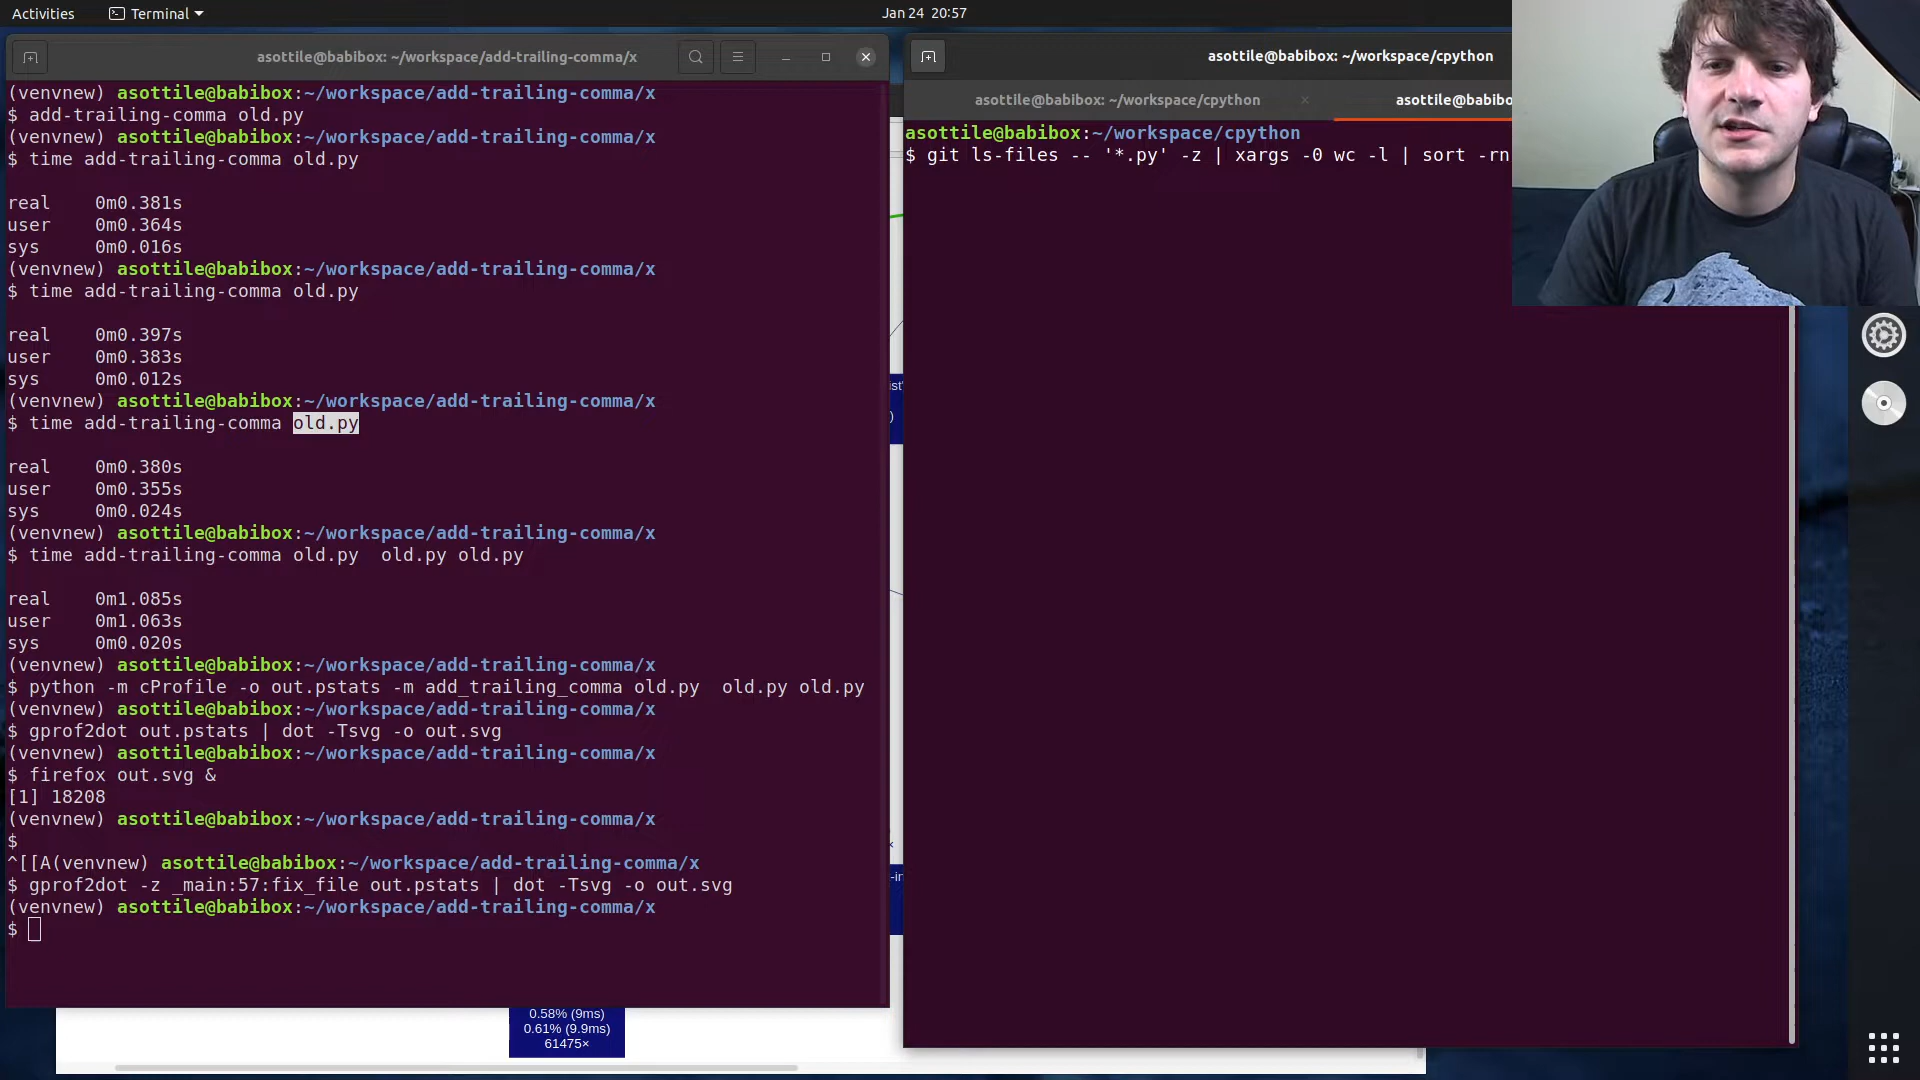 Activities
Terminal
Jan 24 20:57
asottile@babibox: ~/workspace/add-trailing-comma/x
(venvnew) asottile@babibox:~/workspace/add-trailing-comma/x
$ add-trailing-comma old.py
(venvnew) asottile@babibox:~/workspace/add-trailing-comma/x
$ time add-trailing-comma old.py
real 0m0.381s
user 0m0.364s
sys 0m0.016s
(venvnew) asottile@babibox:~/workspace/add-trailing-comma/x
$ time add-trailing-comma old.py
real 0m0.397s
user 0m0.383s
sys 0m0.012s
(venvnew) asottile@babibox:~/workspace/add-trailing-comma/x
$ time add-trailing-comma old.py
real 0m0.380s
user 0m0.355s
sys 0m0.024s
(venvnew) asottile@babibox:~/workspace/add-trailing-comma/x
$ time add-trailing-comma old.py  old.py old.py
real 0m1.085s
user 0m1.063s
sys 0m0.020s
(venvnew) asottile@babibox:~/workspace/add-trailing-comma/x
$ python -m cProfile -o out.pstats -m add_trailing_comma old.py  old.py old.py
(venvnew) asottile@babibox:~/workspace/add-trailing-comma/x
$ gprof2dot out.pstats | dot -Tsvg -o out.svg
(venvnew) asottile@babibox:~/workspace/add-trailing-comma/x
$ firefox out.svg &
[1] 18208
(venvnew) asottile@babibox:~/workspace/add-trailing-comma/x
$
^[[A(venvnew) asottile@babibox:~/workspace/add-trailing-comma/x
$ gprof2dot -z _main:57:fix_file out.pstats | dot -Tsvg -o out.svg
(venvnew) asottile@babibox:~/workspace/add-trailing-comma/x
$
0.58% (9ms)
0.61% (9.9ms)
61475×
asottile@babibox: ~/workspace/cpython
asottile@babibox: ~/workspace/cpython
asottile@babibo
asottile@babibox:~/workspace/cpython
$ git ls-files -- '*.py' -z | xargs -0 wc -l | sort -rn